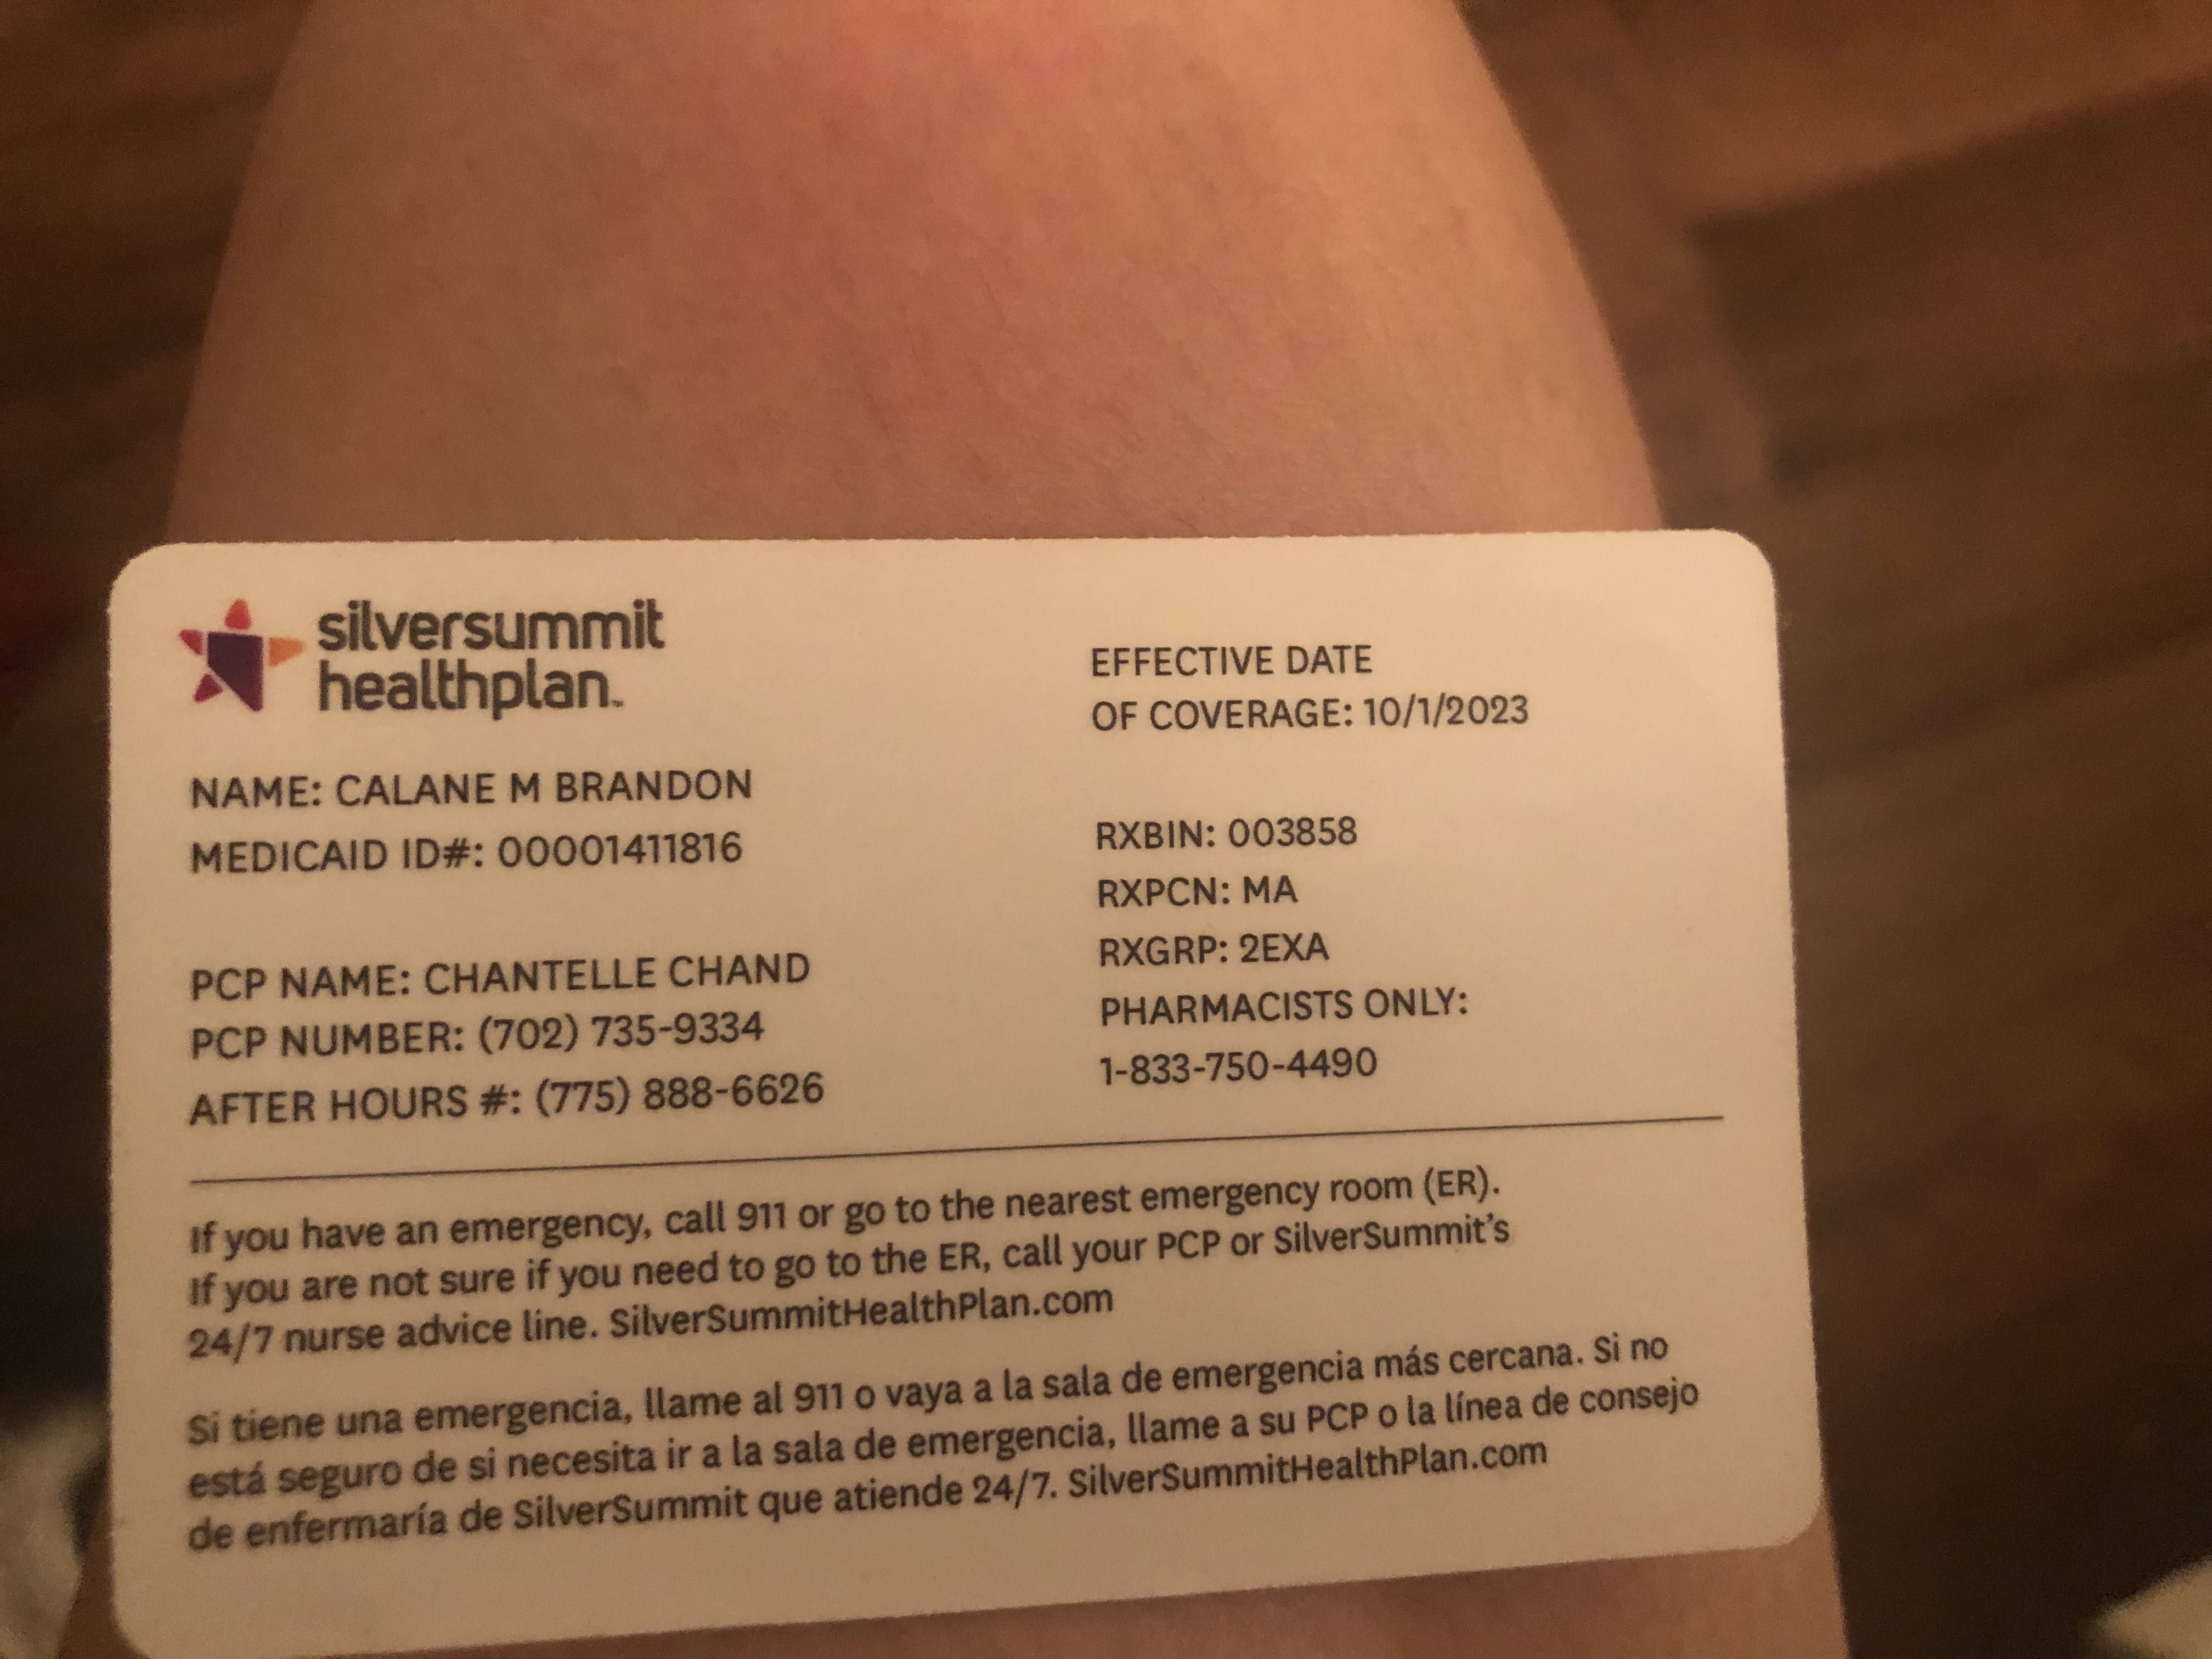 silversummit
healthplan™
EFFECTIVE DATE
OF COVERAGE: 10/1/2023
NAME: CALANE M BRANDON
MEDICAID ID#: 00001411816
RXBIN: 003858
RXPCN: MA
RXGRP: 2EXA
PHARMACISTS ONLY:
1-833-750-4490
PCP NAME: CHANTELLE CHAND
PCP NUMBER: (702) 735-9334
AFTER HOURS #: (775) 888-6626
If you have an emergency, call 911 or go to the nearest emergency room (ER).
If you are not sure if you need to go to the ER, call your PCP or SilverSummit’s
24/7 nurse advice line. SilverSummitHealthPlan.com
Si tiene una emergencia, llame al 911 o vaya a la sala de emergencia más cercana. Si no
está seguro de si necesita ir a la sala de emergencia, llame a su PCP o la línea de consejo
de enfermaría de SilverSummit que atiende 24/7. SilverSummitHealthPlan.com